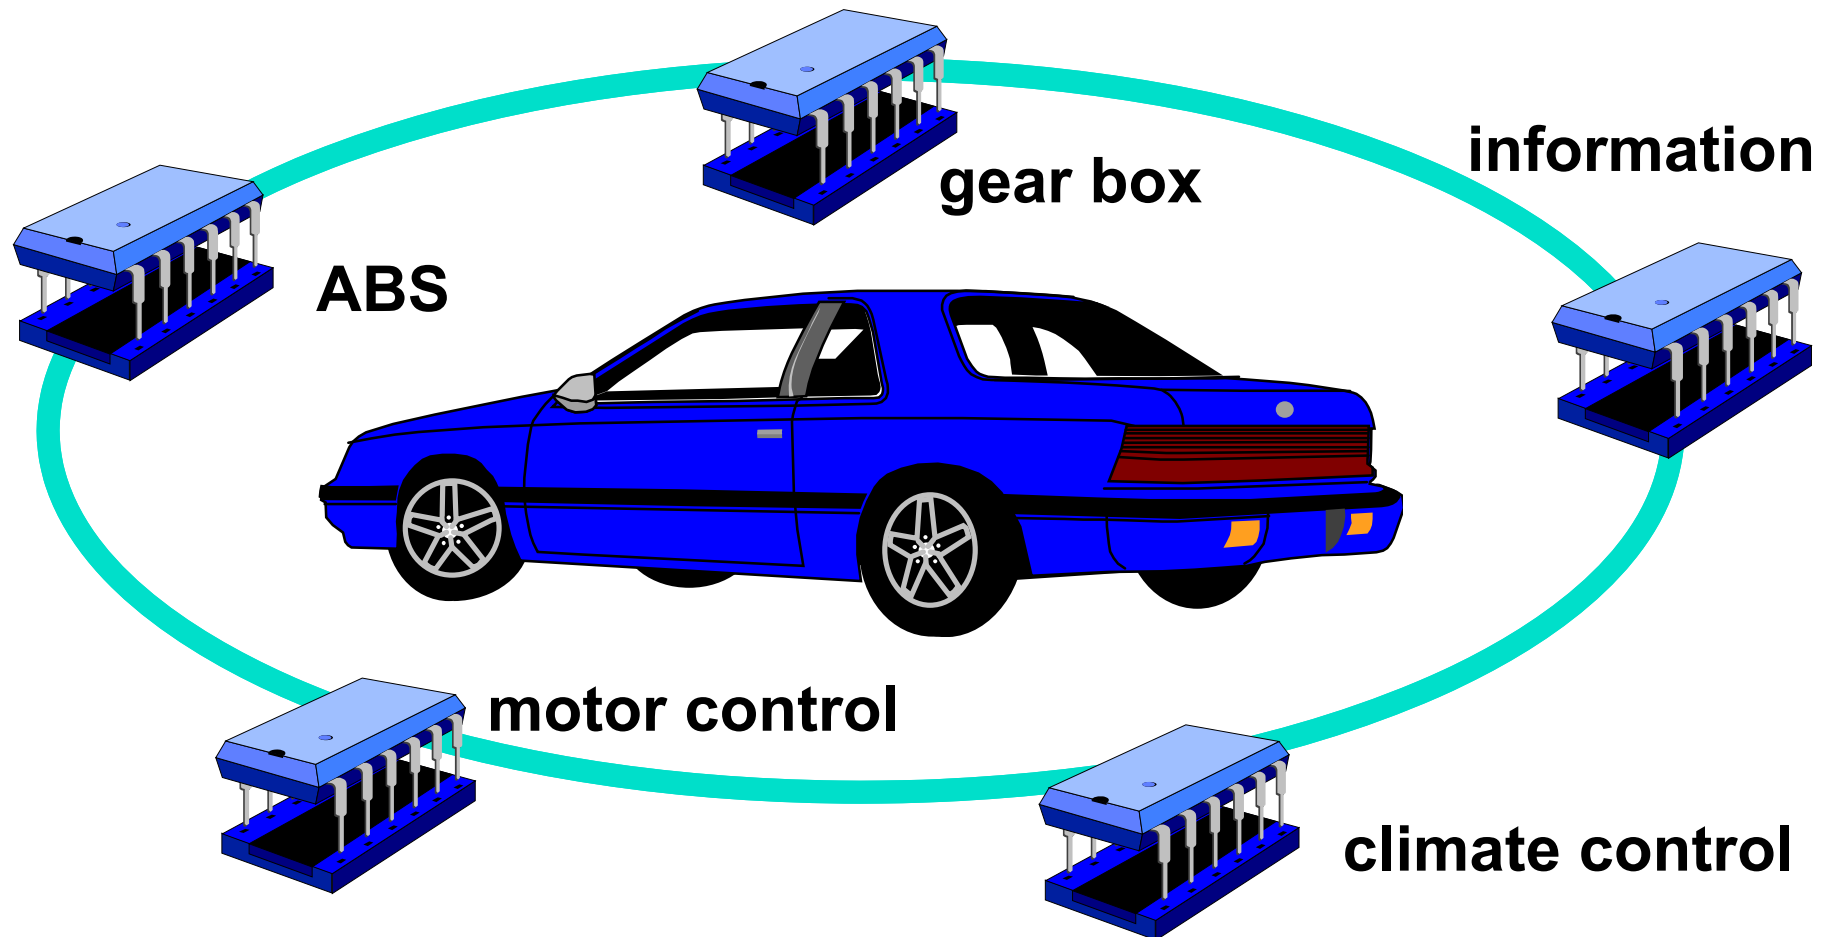 gear box
information
ABS
motor control
climate control